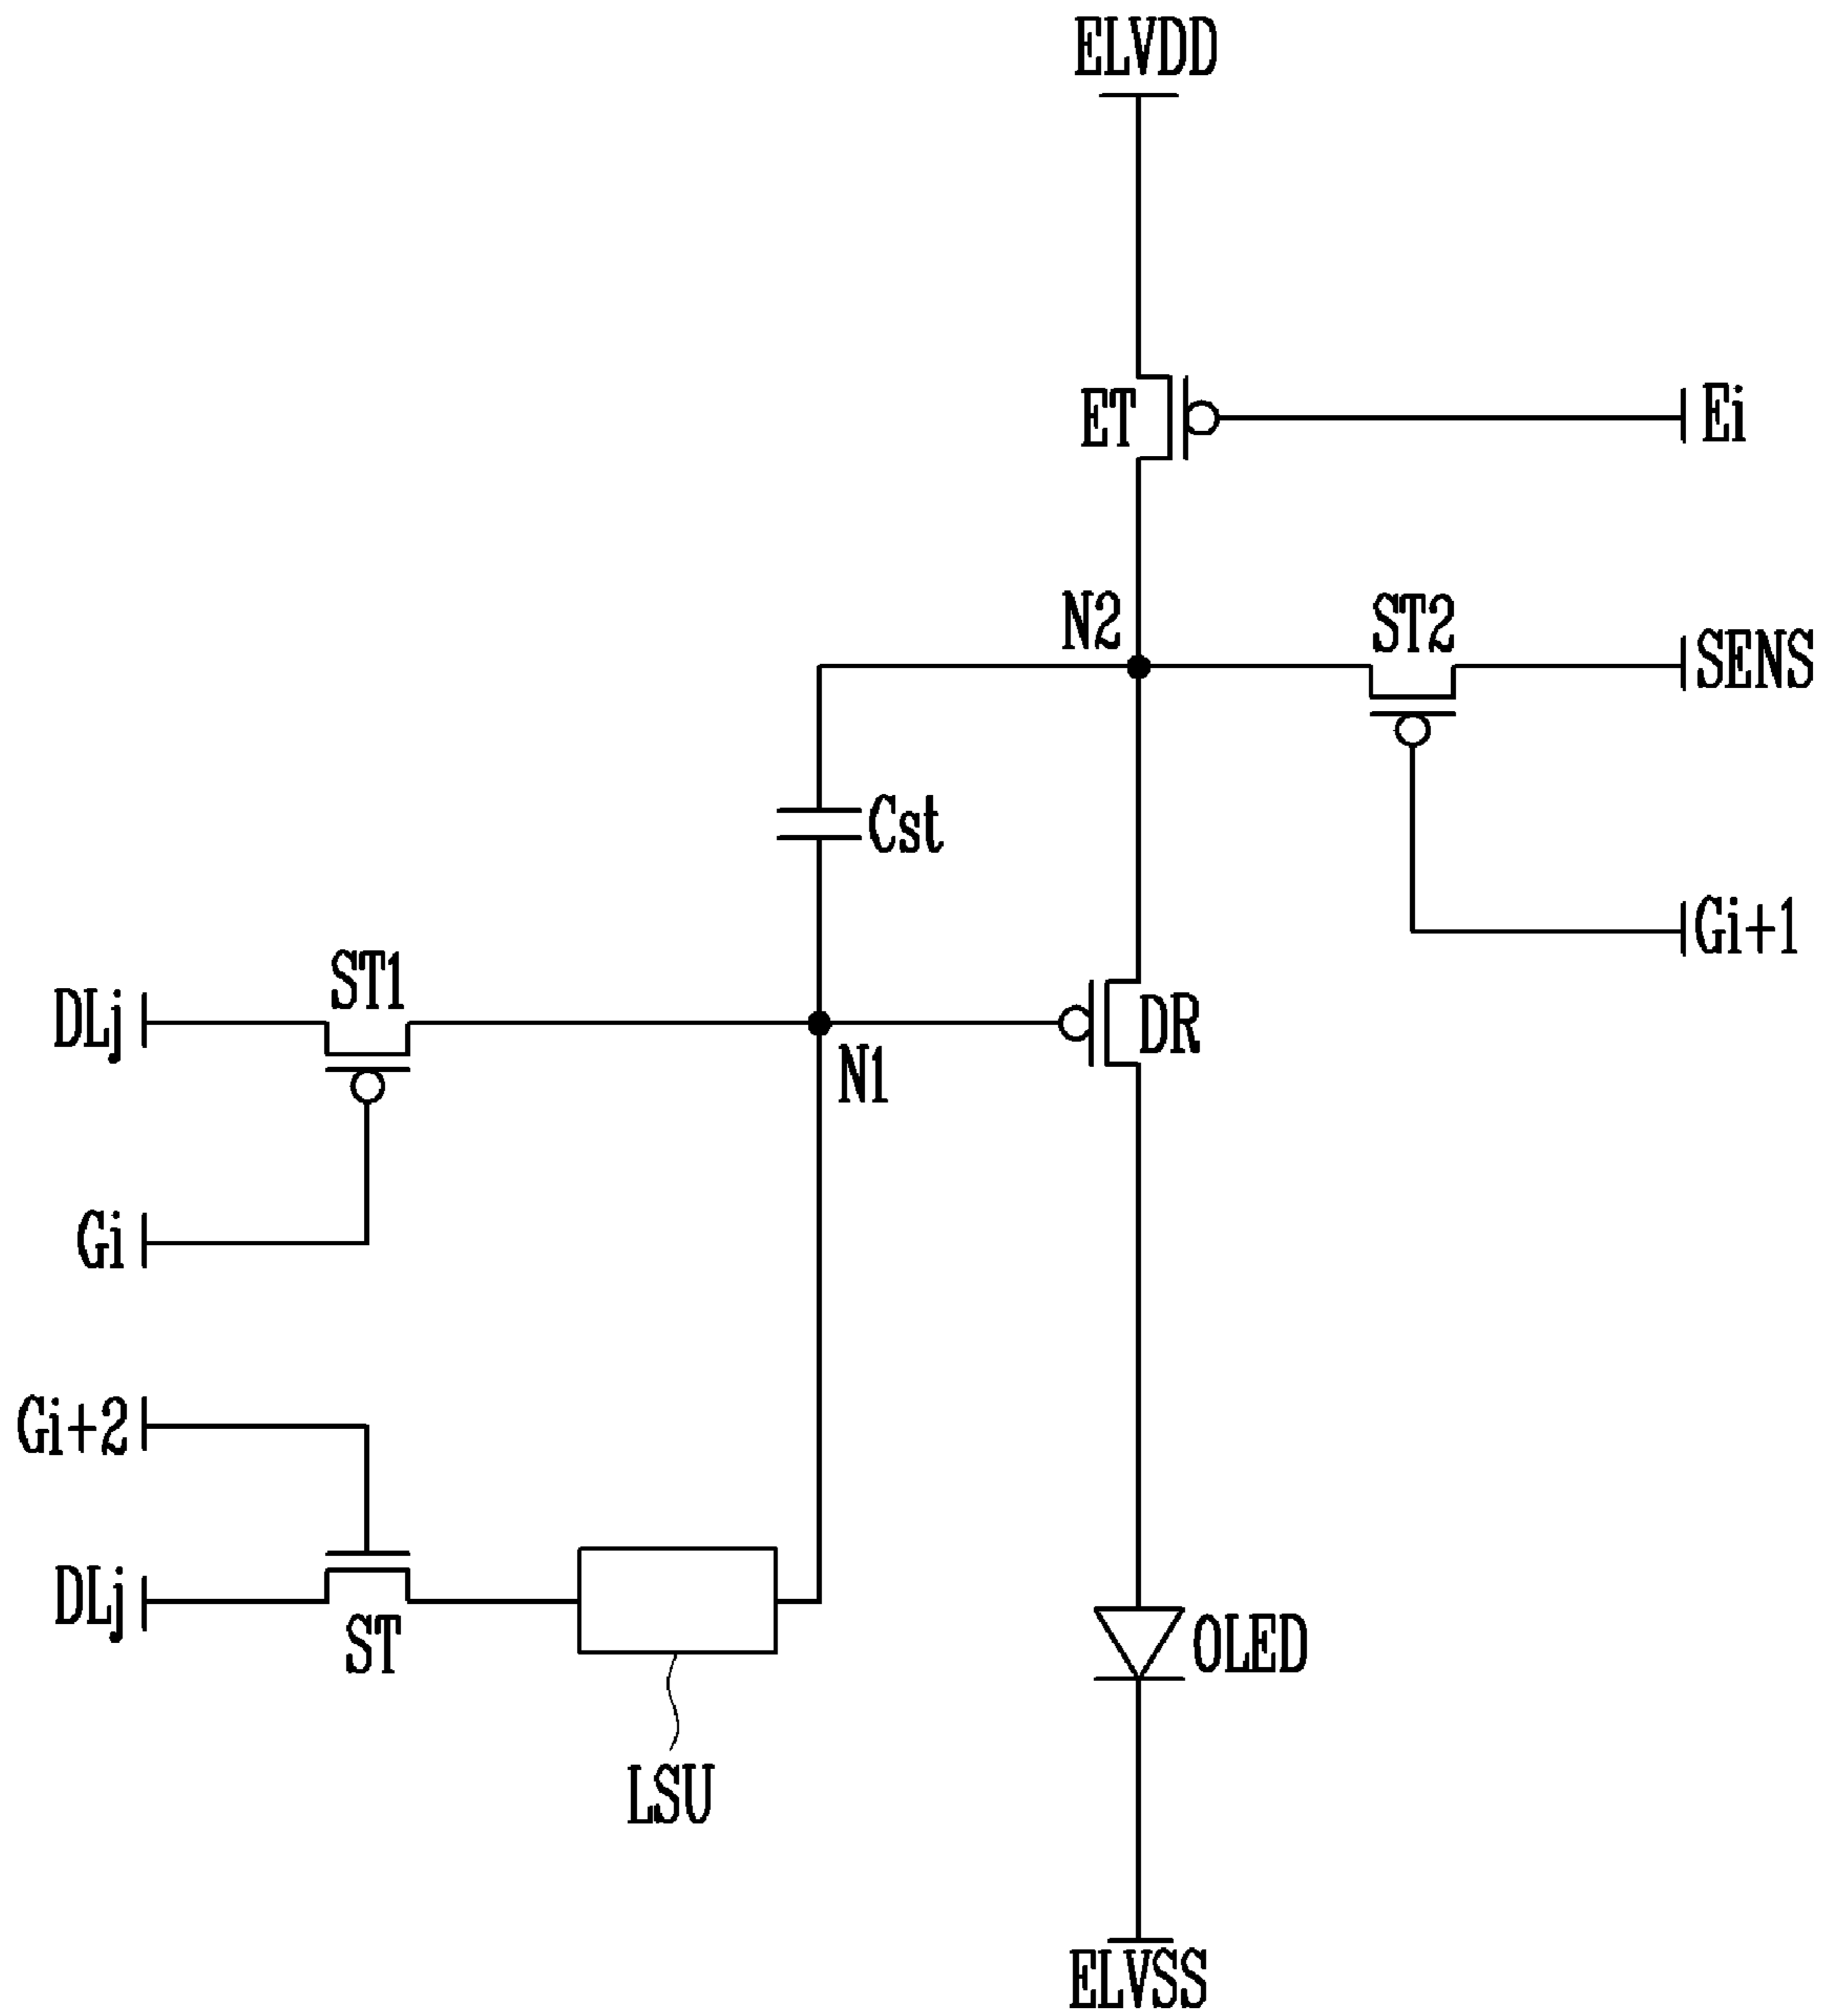 ELVDD
ET
Ei
N2
ST2
SENS
Cst
Gi+1
ST1
DLj
DR
N1
Gi
Gi+2
DLj
ST
OLED
LSU
ELVSS